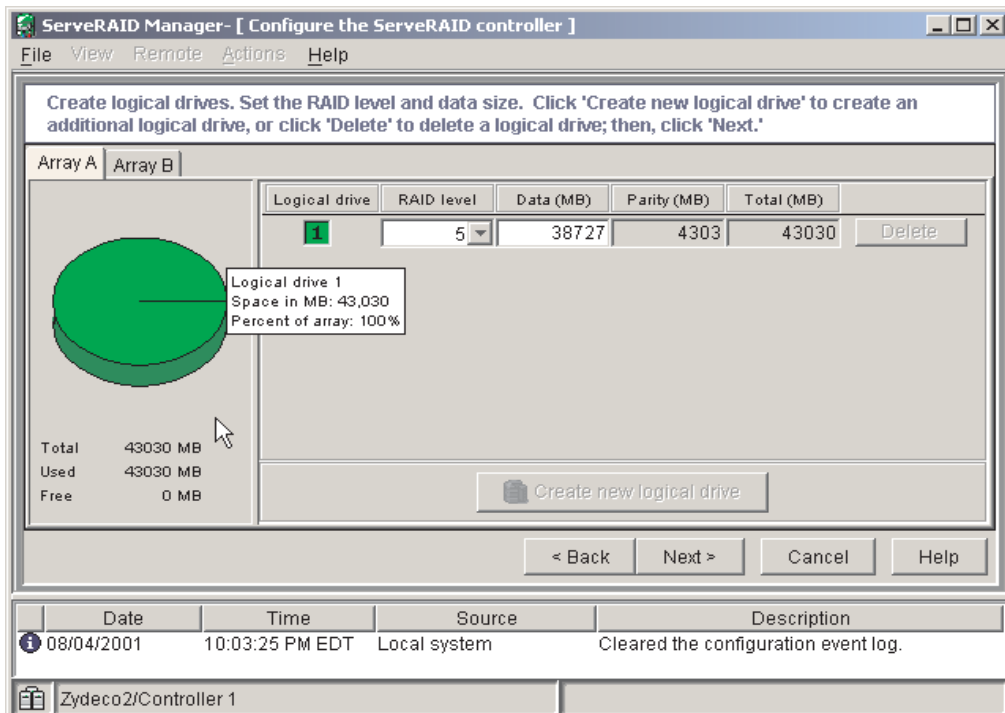 ServeRAID Manager- [ Configure the ServeRAID controller ]
File View Remote Actions Help
Create logical drives. Set the RAID level and data size. Click 'Create new logical drive' to create an
additional logical drive, or click 'Delete' to delete a logical drive; then, click 'Next.'
Array A Array B
Logical drive RAID level Data (MB) Parity (MB) Total (MB)
1 5 38727 4303 43030 Delete
Logical drive 1
Space in MB: 43,030
Percent of array: 100%
Total 43030 MB
Used 43030 MB
Free 0 MB
Create new logical drive
< Back Next > Cancel Help
Date Time Source Description
08/04/2001 10:03:25 PM EDT Local system Cleared the configuration event log.
Zydeco2/Controller 1